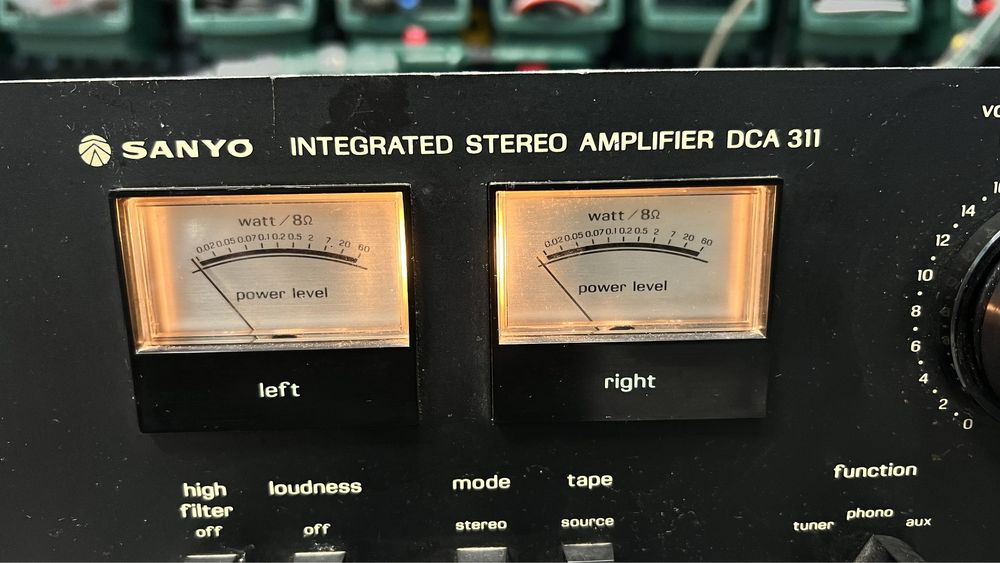 SANYO INTEGRATED STEREO AMPLIFIER DCA 311
watt/8Ω
0.02 0.05 0.07 0.1 0.2 0.5 2 7 20 60
power level
left
watt/8Ω
0.02 0.05 0.07 0.1 0.2 0.5 2 7 20 60
power level
right
14
12
10
8
6
4
2
0
high
filter
off
loudness
off
mode
stereo
tape
source
function
tuner phono aux